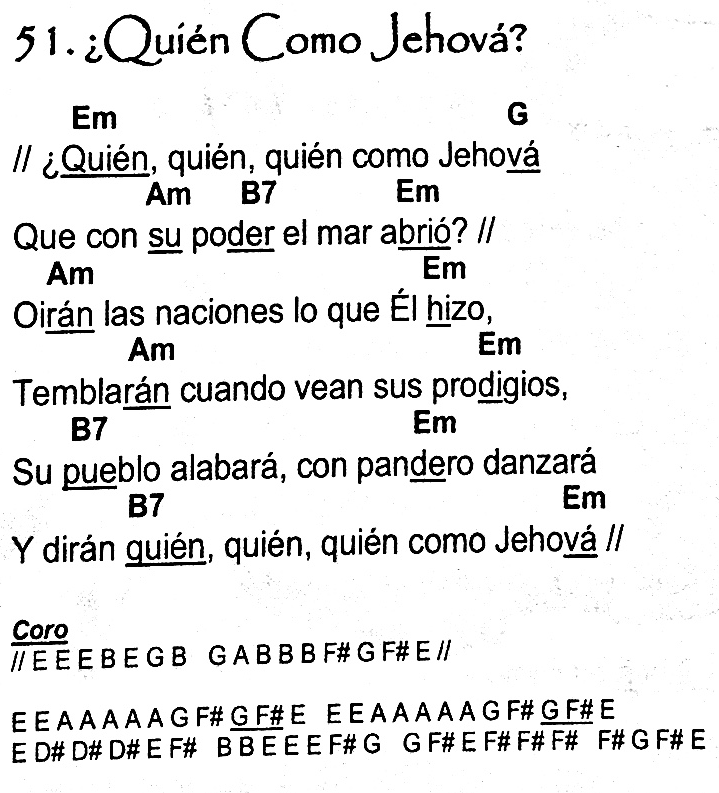 51. ¿Quién Como Jehová?
Em G
// ¿Quién, quién, quién como Jehová
Am B7 Em
Que con su poder el mar abrió? //
Am Em
Oirán las naciones lo que Él hizo,
Am Em
Temblarán cuando vean sus prodigios,
B7 Em
Su pueblo alabará, con pandero danzará
B7 Em
Y dirán quién, quién, quién como Jehová //
Coro
// E E E B E G B G A B B B F# G F# E //
E E A A A A A G F# G F# E E E A A A A A G F# G F# E
E D# D# D# E F# B B E E E F# G G F# E F# F# F# F# G F# E